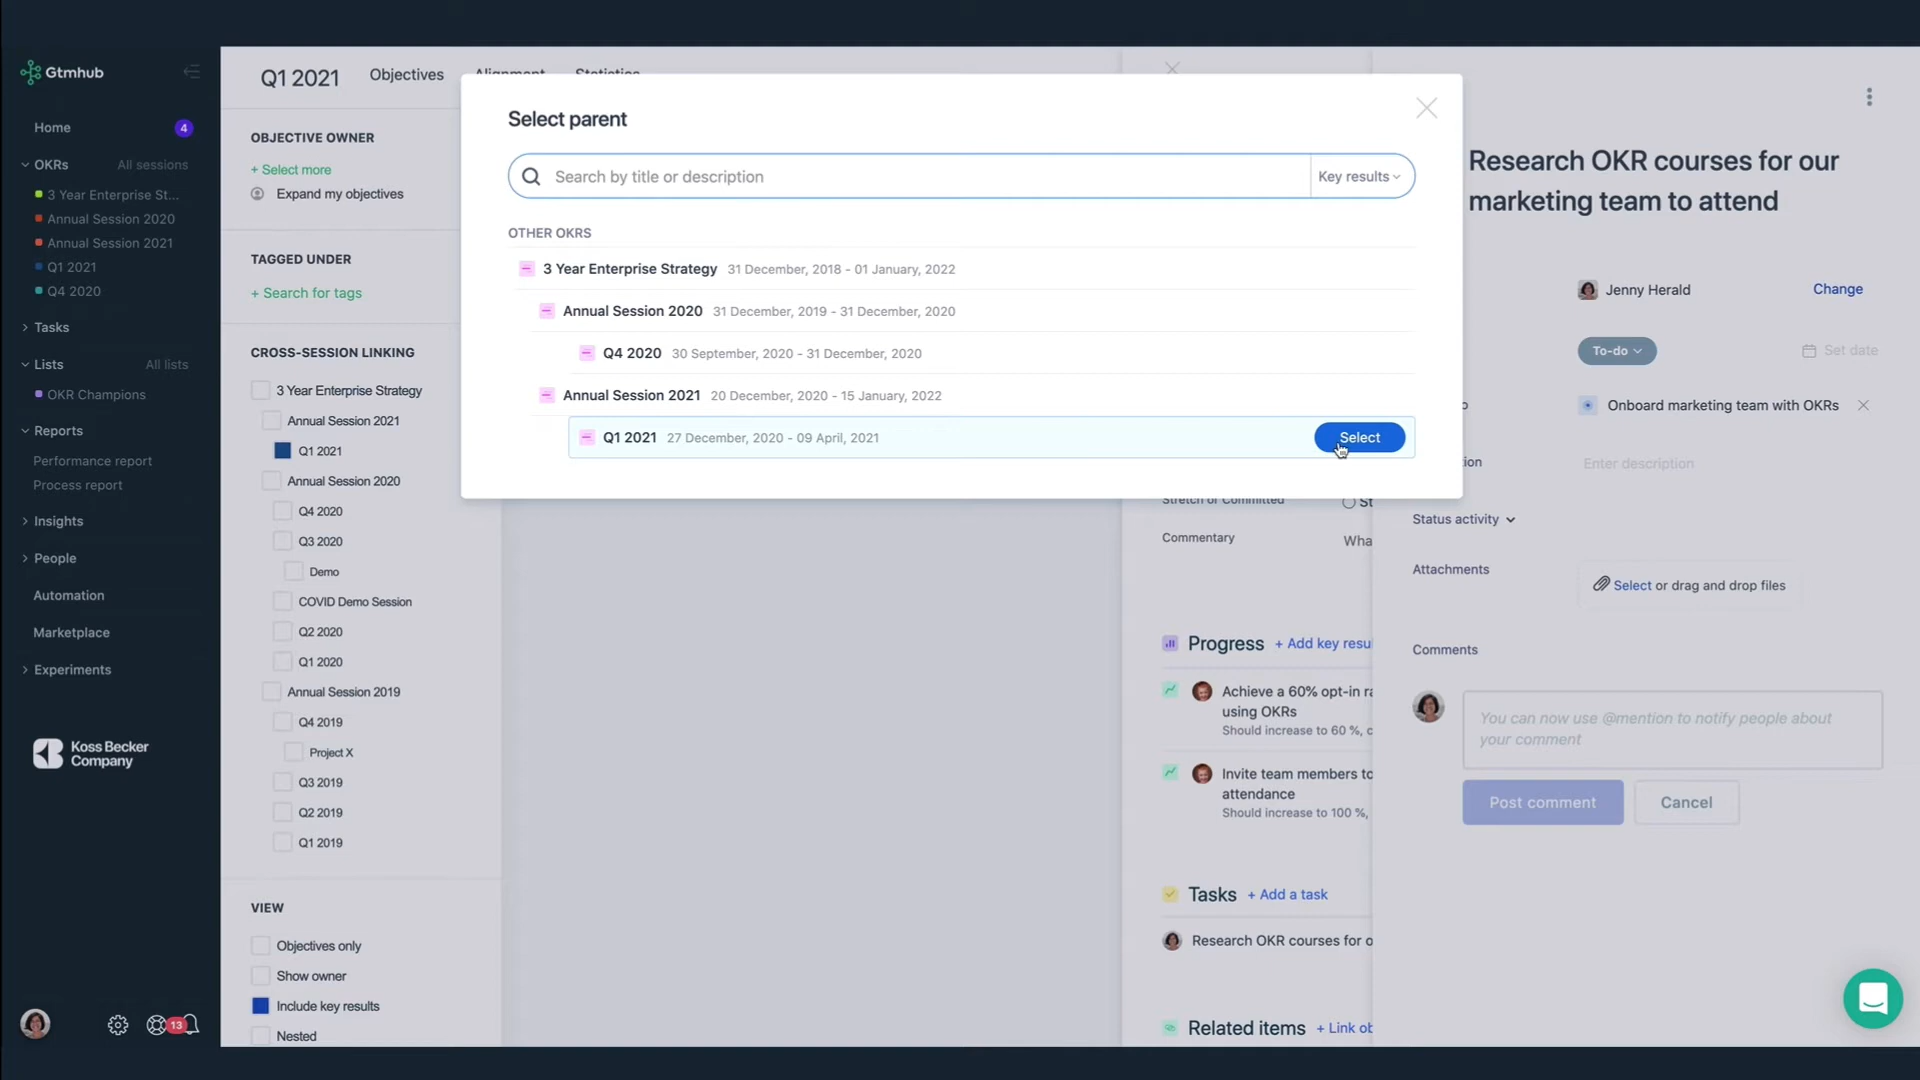 Gtmhub
Home
4
OKRs
All sessions
3 Year Enterprise St...
Annual Session 2020
Annual Session 2021
Q1 2021
Q4 2020
Tasks
Lists
All lists
OKR Champions
Reports
Performance report
Process report
Insights
People
Automation
Marketplace
Experiments
Koss Becker
Company
13
Q1 2021
Objectives
Alignment
Statistics
OBJECTIVE OWNER
+ Select more
Expand my objectives
TAGGED UNDER
+ Search for tags
CROSS-SESSION LINKING
3 Year Enterprise Strategy
Annual Session 2021
Q1 2021
Annual Session 2020
Q4 2020
Q3 2020
Demo
COVID Demo Session
Q2 2020
Q1 2020
Annual Session 2019
Q4 2019
Project X
Q3 2019
Q2 2019
Q1 2019
VIEW
Objectives only
Show owner
Include key results
Nested
Select parent
Search by title or description
Key results
OTHER OKRS
3 Year Enterprise Strategy 31 December, 2018 - 01 January, 2022
Annual Session 2020 31 December, 2019 - 31 December, 2020
Q4 2020 30 September, 2020 - 31 December, 2020
Annual Session 2021 20 December, 2020 - 15 January, 2022
Q1 2021 27 December, 2020 - 09 April, 2021
Select
Stretch or Committed
St
Commentary
Wha
Progress + Add key resu
Achieve a 60% opt-in ra
using OKRs
Should increase to 60 %, c
Invite team members to
attendance
Should increase to 100 %,
Tasks + Add a task
Research OKR courses for o
Related items + Link ob
Research OKR courses for our
marketing team to attend
Jenny Herald
Change
To-do
Set date
Onboard marketing team with OKRs
tion
Enter description
Status activity
Attachments
Select or drag and drop files
Comments
You can now use @mention to notify people about
your comment
Post comment
Cancel